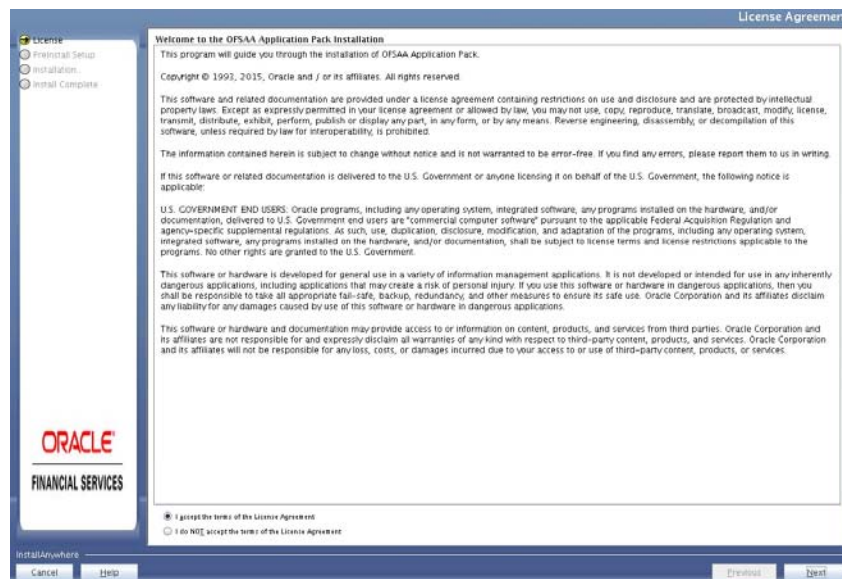 License Agreemen
License
Preinstall Setup
Installation...
Install Complete
Welcome to the OFSAA Application Pack Installation
This program will guide you through the installation of OFSAA Application Pack.
Copyright © 1993, 2015, Oracle and / or its affiliates. All rights reserved.
This software and related documentation are provided under a license agreement containing restrictions on use and disclosure and are protected by intellectual
property laws. Except as expressly permitted in your license agreement or allowed by law, you may not use, copy, reproduce, translate, broadcast, modify, license,
transmit, distribute, exhibit, perform, publish or display any part, in any form, or by any means. Reverse engineering, disassembly, or decompilation of this
software, unless required by law for interoperability, is prohibited.
The information contained herein is subject to change without notice and is not warranted to be error-free. If you find any errors, please report them to us in writing.
If this software or related documentation is delivered to the U.S. Government or anyone licensing it on behalf of the U.S. Government, the following notice is
applicable:
U.S. GOVERNMENT END USERS: Oracle programs, including any operating system, integrated software, any programs installed on the hardware, and/or
documentation, delivered to U.S. Government end users are "commercial computer software" pursuant to the applicable Federal Acquisition Regulation and
agency-specific supplemental regulations. As such, use, duplication, disclosure, modification, and adaptation of the programs, including any operating system,
integrated software, any programs installed on the hardware, and/or documentation, shall be subject to license terms and license restrictions applicable to the
programs. No other rights are granted to the U.S. Government.
This software or hardware is developed for general use in a variety of information management applications. It is not developed or intended for use in any inherently
dangerous applications, including applications that may create a risk of personal injury. If you use this software or hardware in dangerous applications, then you
shall be responsible to take all appropriate fail-safe, backup, redundancy, and other measures to ensure its safe use. Oracle Corporation and its affiliates disclaim
any liability for any damages caused by use of this software or hardware in dangerous applications.
This software or hardware and documentation may provide access to or information on content, products, and services from third parties. Oracle Corporation and
its affiliates are not responsible for and expressly disclaim all warranties of any kind with respect to third-party content, products, and services. Oracle Corporation
and its affiliates will not be responsible for any loss, costs, or damages incurred due to your access to or use of third-party content, products, or services.
ORACLE
FINANCIAL SERVICES
I accept the terms of the License Agreement
I do NOT accept the terms of the License Agreement
InstallAnywhere
Cancel
Help
Previous
Next